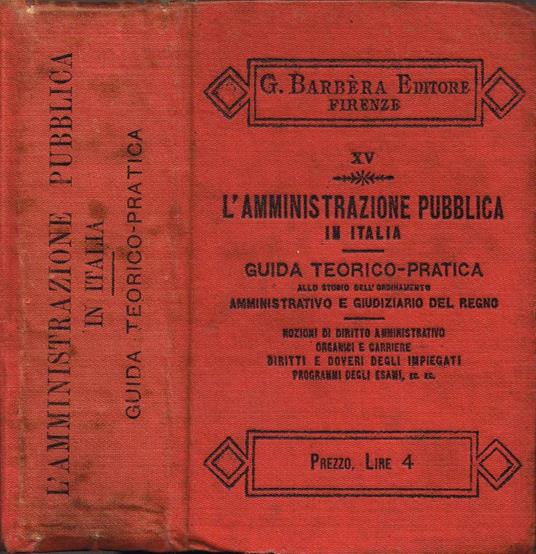 L'AMMINISTRAZIONE PUBBLICA
IN ITALIA
GUIDA TEORICO-PRATICA
G. BARBÈRA EDITORE
FIRENZE
XV
L'AMMINISTRAZIONE PUBBLICA
IN ITALIA
GUIDA TEORICO-PRATICA
ALLO STUDIO DELL'ORDINAMENTO
AMMINISTRATIVO E GIUDIZIARIO DEL REGNO
NOZIONI DI DIRITTO AMMINISTRATIVO
ORGANICI E CARRIERE
DIRITTI E DOVERI DEGLI IMPIEGATI
PROGRAMMI DEGLI ESAMI, EC. EC.
PREZZO, LIRE 4